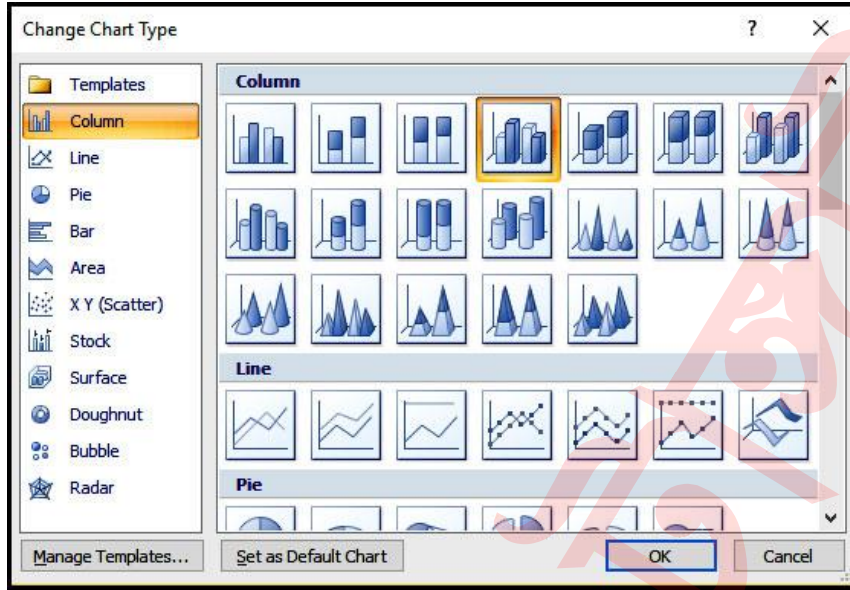 Change Chart Type
?
Templates
Column
Line
Pie
Bar
Area
X Y (Scatter)
Stock
Surface
Doughnut
Bubble
Radar
Column
Line
Pie
Manage Templates...
Set as Default Chart
OK
Cancel